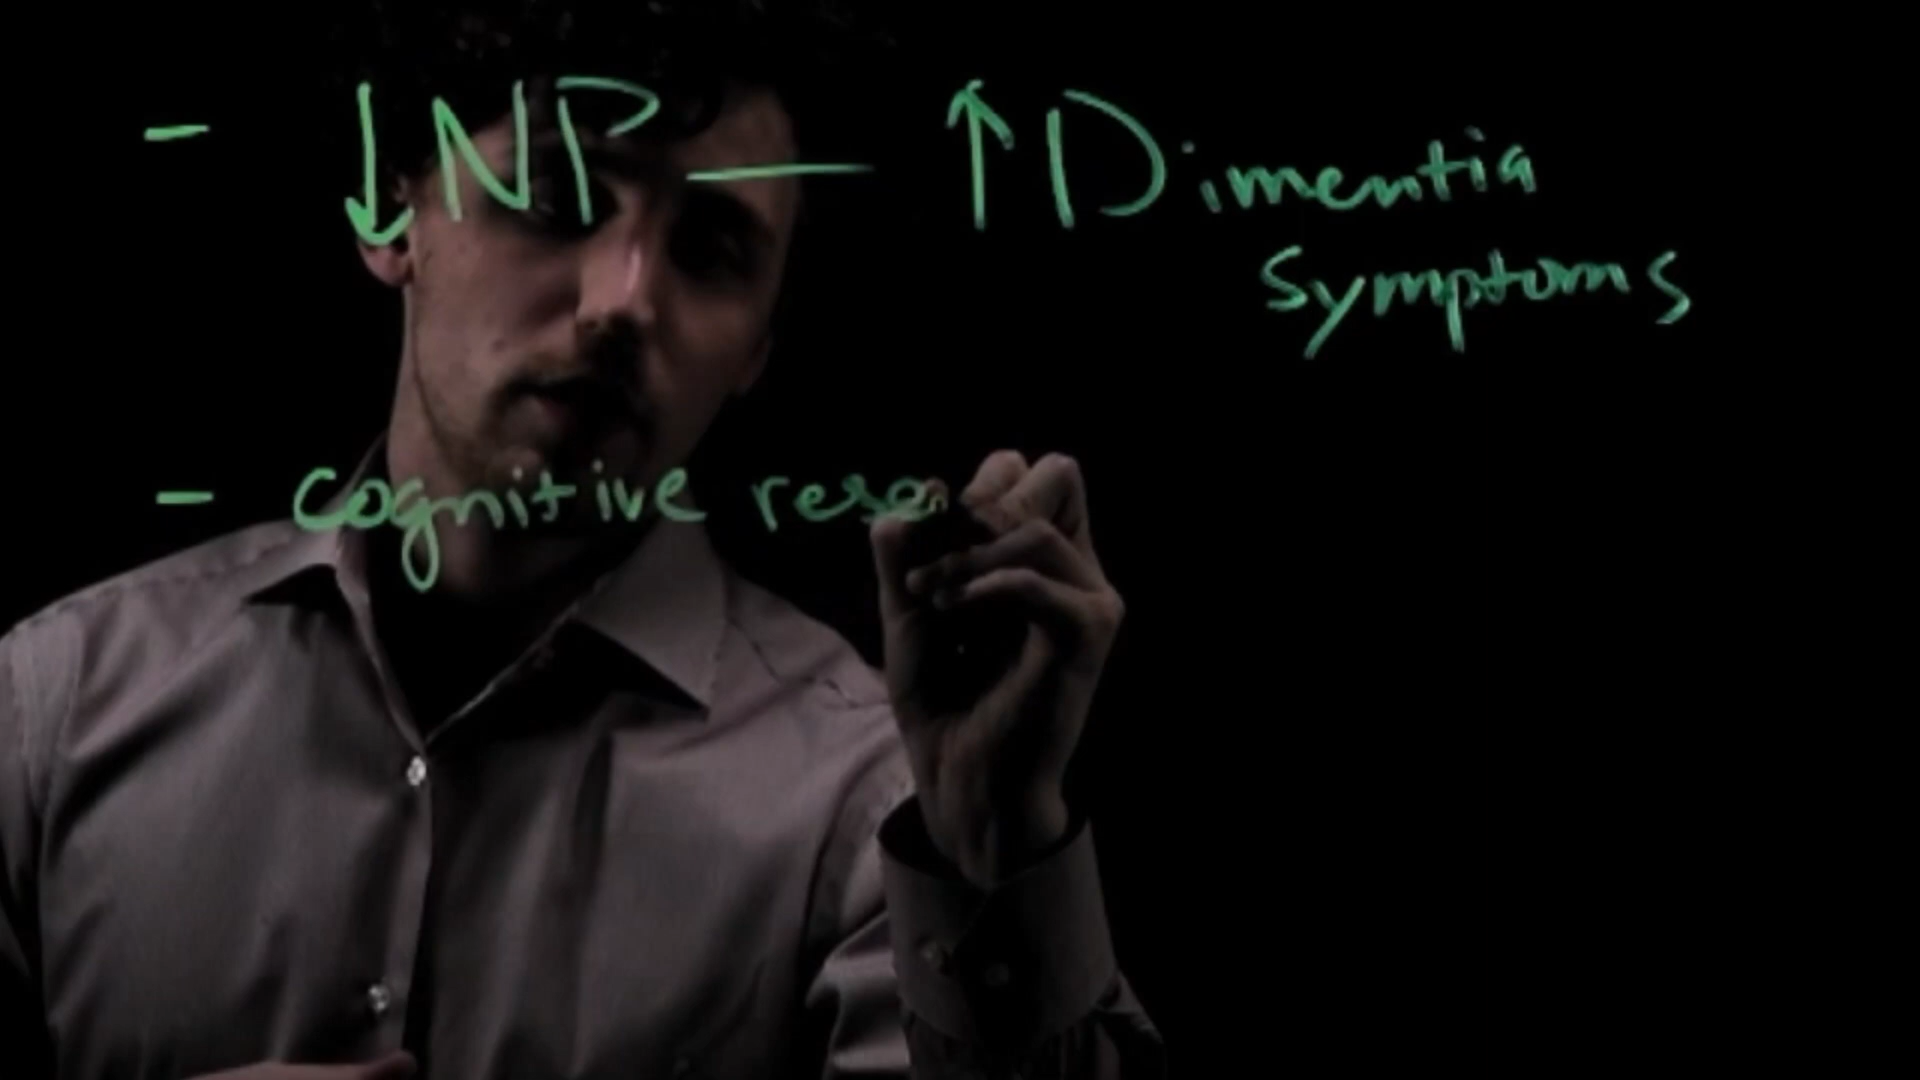 - ↓ NP — ↑ Dimentia
Symptoms
- cognitive rese